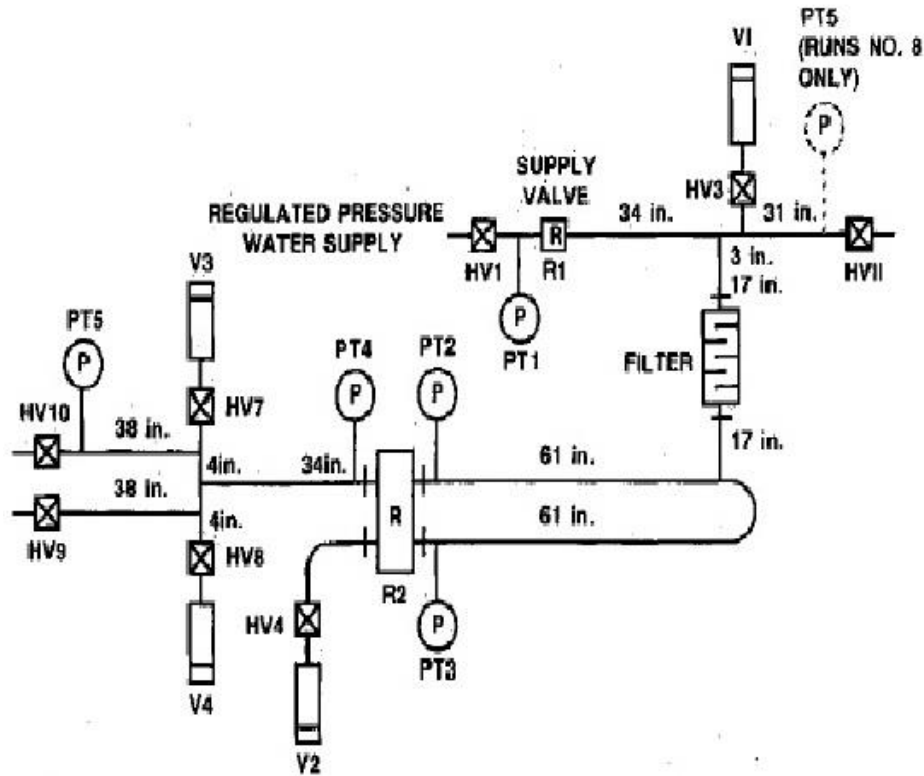 PT5
(RUNS NO. 8
ONLY)
V1
P
SUPPLY
VALVE
HV3
34 in.
31 in.
REGULATED PRESSURE
WATER SUPPLY
R
HV1
R1
3 in.
HVII
17 in.
V3
P
PT1
FILTER
PT5
P
PT4
P
PT2
P
HV10
HV7
38 in.
17 in.
4in.
34in.
61 in.
38 in.
R
61 in.
4in.
HV9
HV8
R2
HV4
P
PT3
V4
V2